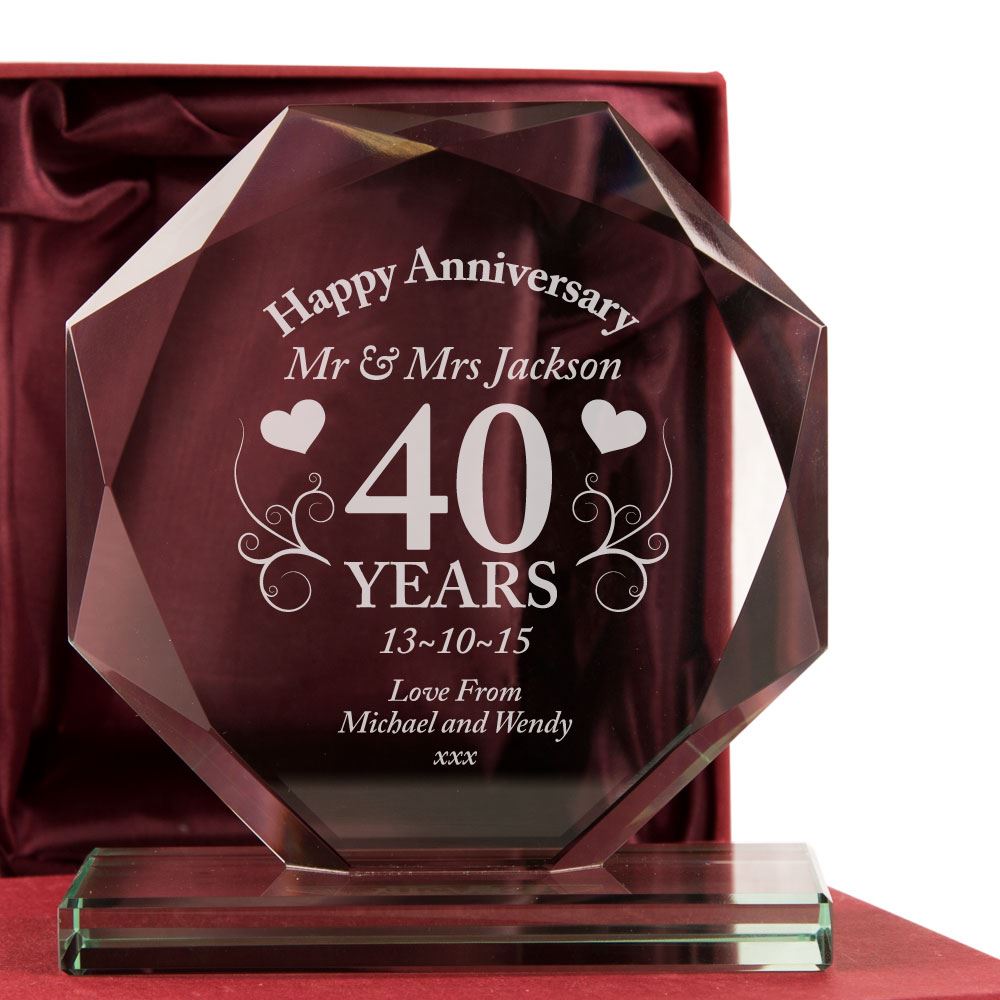 Happy Anniversary
Mr & Mrs Jackson
40
YEARS
13~10~15
Love From
Michael and Wendy
xxx